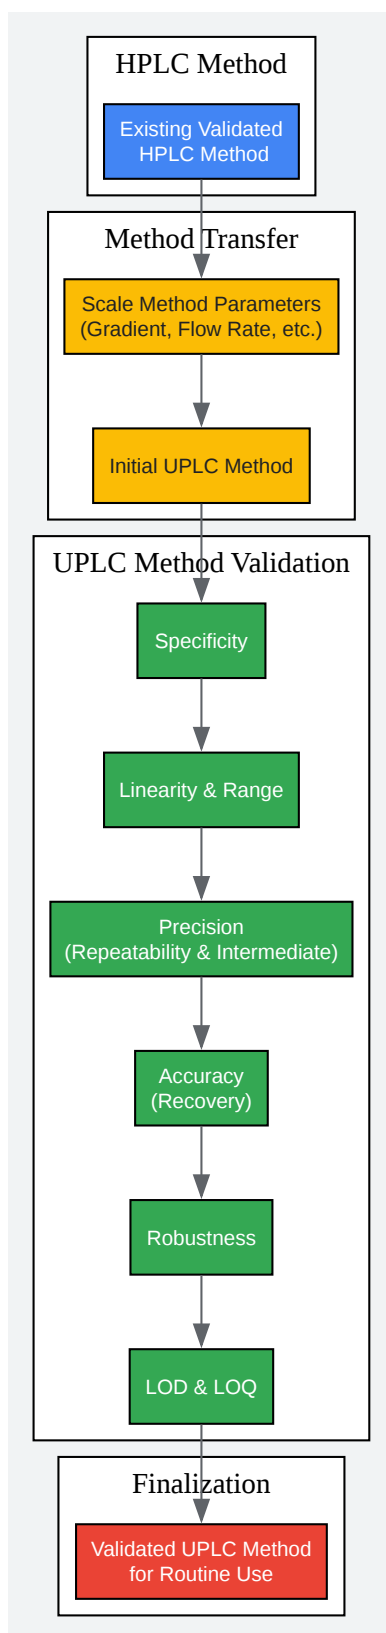 HPLC Method
Existing Validated
HPLC Method
Method Transfer
Scale Method Parameters
(Gradient, Flow Rate, etc.)
Initial UPLC Method
UPLC Method Validation
Specificity
Linearity & Range
Precision
(Repeatability & Intermediate)
Accuracy
(Recovery)
Robustness
LOD & LOQ
Finalization
Validated UPLC Method
for Routine Use